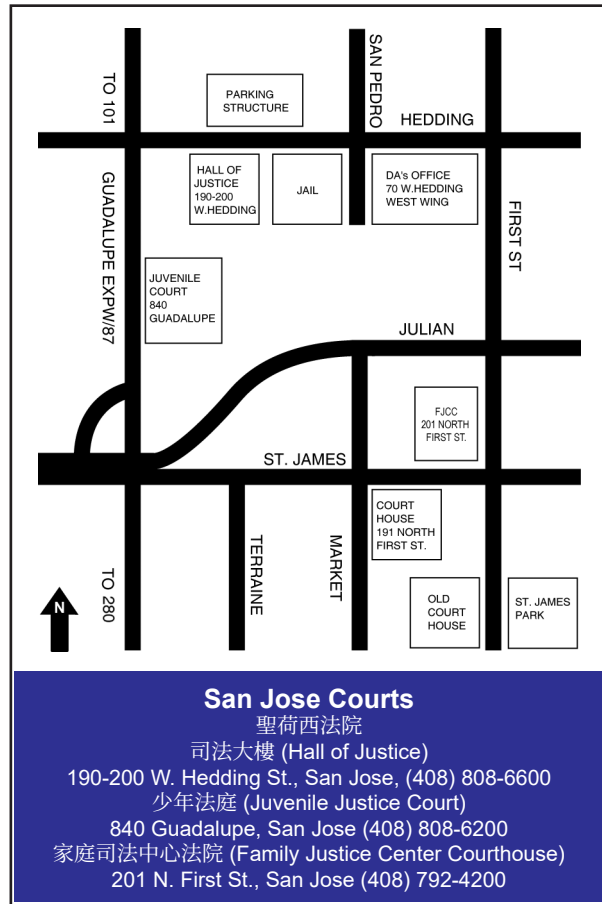 TO 101
SAN PEDRO
PARKING
STRUCTURE
HEDDING
HALL OF
JUSTICE
190-200
W.HEDDING
JAIL
DA's OFFICE
70 W.HEDDING
WEST WING
GUADALUPE EXPW/87
FIRST ST
JUVENILE
COURT
840
GUADALUPE
JULIAN
FJCC
201 NORTH
FIRST ST.
ST. JAMES
COURT
HOUSE
191 NORTH
FIRST ST.
TERRAINE
MARKET
TO 280
N
OLD
COURT
HOUSE
ST. JAMES
PARK
San Jose Courts
聖荷西法院
司法大樓 (Hall of Justice)
190-200 W. Hedding St., San Jose, (408) 808-6600
少年法庭 (Juvenile Justice Court)
840 Guadalupe, San Jose (408) 808-6200
家庭司法中心法院 (Family Justice Center Courthouse)
201 N. First St., San Jose (408) 792-4200